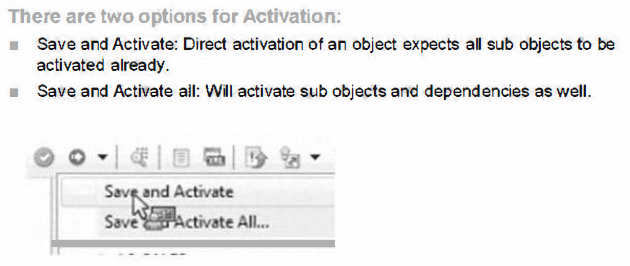 There are two options for Activation:
Save and Activate: Direct activation of an object expects all sub objects to be
activated already.
Save and Activate all: Will activate sub objects and dependencies as well.
Save and Activate
Save Activate All...